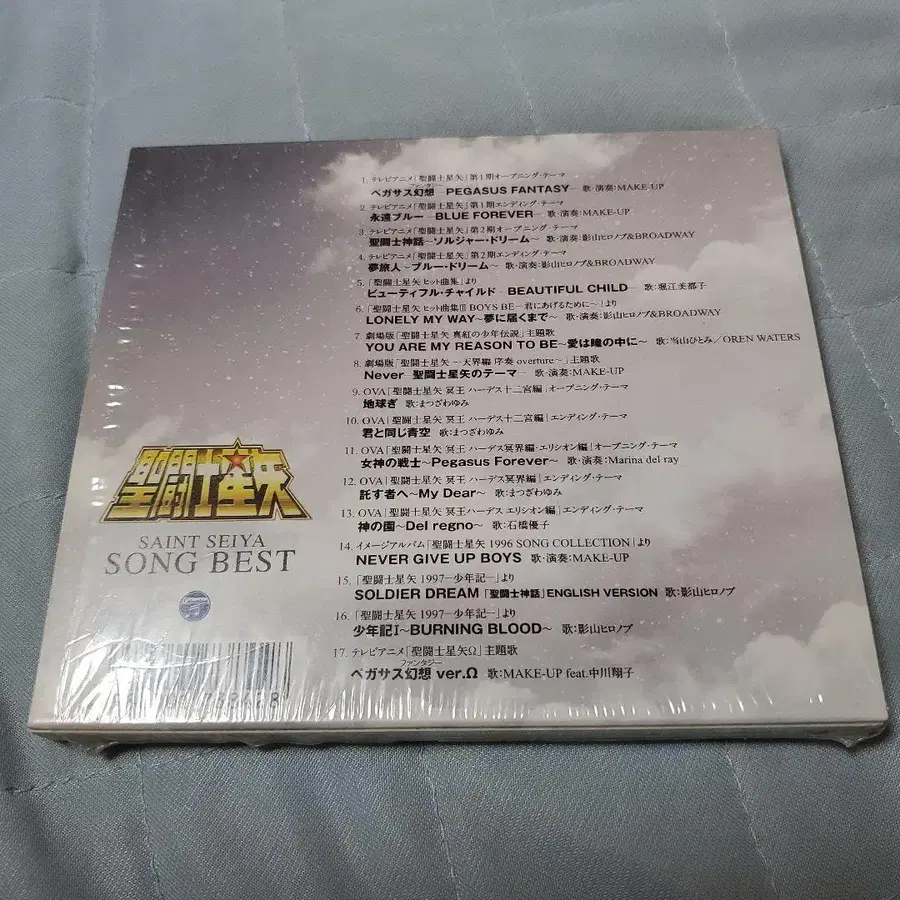 1. テレビアニメ「聖闘士星矢」第1期オープニング・テーマ
ファンタジー
ペガサス幻想 —PEGASUS FANTASY— 歌・演奏:MAKE-UP
2. テレビアニメ「聖闘士星矢」第1期エンディング・テーマ
永遠ブルー —BLUE FOREVER— 歌・演奏:MAKE-UP
3. テレビアニメ「聖闘士星矢」第2期オープニング・テーマ
聖闘士神話〜ソルジャー・ドリーム〜 歌・演奏:影山ヒロノブ&BROADWAY
4. テレビアニメ「聖闘士星矢」第2期エンディング・テーマ
夢旅人〜ブルー・ドリーム〜 歌・演奏:影山ヒロノブ&BROADWAY
5.「聖闘士星矢 ヒット曲集」より
ビューティフル・チャイルド —BEAUTIFUL CHILD— 歌:堀江美都子
6.「聖闘士星矢 ヒット曲集III BOYS BE—君にあげるために〜」より
LONELY MY WAY〜夢に届くまで〜 歌・演奏:影山ヒロノブ&BROADWAY
7. 劇場版「聖闘士星矢 真紅の少年伝説」主題歌
YOU ARE MY REASON TO BE〜愛は瞳の中に〜 歌:当山ひとみ/OREN WATERS
8. 劇場版「聖闘士星矢 —天界編 序奏 overture〜」主題歌
Never —聖闘士星矢のテーマ— 歌・演奏:MAKE-UP
9. OVA「聖闘士星矢 冥王 ハーデス十二宮編」オープニング・テーマ
地球ぎ 歌:まつざわゆみ
10. OVA「聖闘士星矢 冥王 ハーデス十二宮編」エンディング・テーマ
君と同じ青空 歌:まつざわゆみ
11. OVA「聖闘士星矢 冥王 ハーデス冥界編・エリシオン編」オープニング・テーマ
女神の戦士〜Pegasus Forever〜 歌・演奏:Marina del ray
12. OVA「聖闘士星矢 冥王 ハーデス冥界編」エンディング・テーマ
託す者へ〜My Dear〜 歌:まつざわゆみ
13. OVA「聖闘士星矢 冥王ハーデス エリシオン編」エンディング・テーマ
神の園〜Del regno〜 歌:石橋優子
14. イメージアルバム「聖闘士星矢 1996 SONG COLLECTION」より
NEVER GIVE UP BOYS 歌・演奏:MAKE-UP
15.「聖闘士星矢 1997—少年記—」より
SOLDIER DREAM「聖闘士神話」ENGLISH VERSION 歌:影山ヒロノブ
16.「聖闘士星矢 1997—少年記—」より
少年記I〜BURNING BLOOD〜 歌:影山ヒロノブ
17. テレビアニメ「聖闘士星矢Ω」主題歌
ファンタジー
ペガサス幻想 ver.Ω 歌:MAKE-UP feat.中川翔子
聖闘士星矢
SAINT SEIYA
SONG BEST